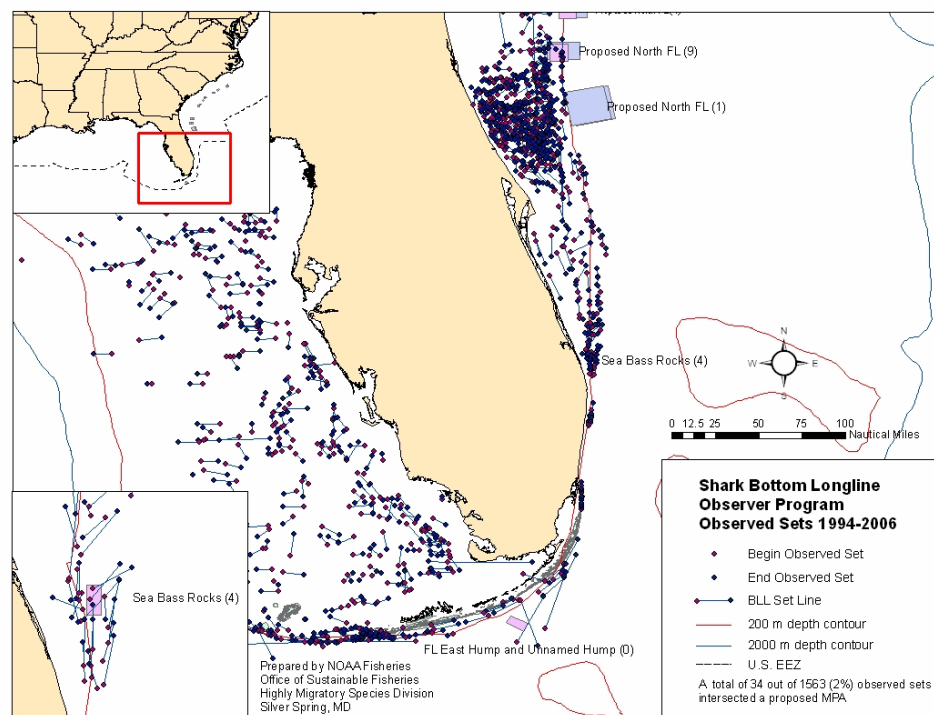 Proposed North FL (9)
Proposed North FL (1)
Sea Bass Rocks (4)
N
W
E
S
0 12.5 25 50 75 100
Nautical Miles
Shark Bottom Longline
Observer Program
Observed Sets 1994-2006
Begin Observed Set
End Observed Set
BLL Set Line
200 m depth contour
2000 m depth contour
U.S. EEZ
A total of 34 out of 1563 (2%) observed sets
intersected a proposed MPA
Sea Bass Rocks (4)
FL East Hump and Unnamed Hump (0)
Prepared by NOAA Fisheries
Office of Sustainable Fisheries
Highly Migratory Species Division
Silver Spring, MD